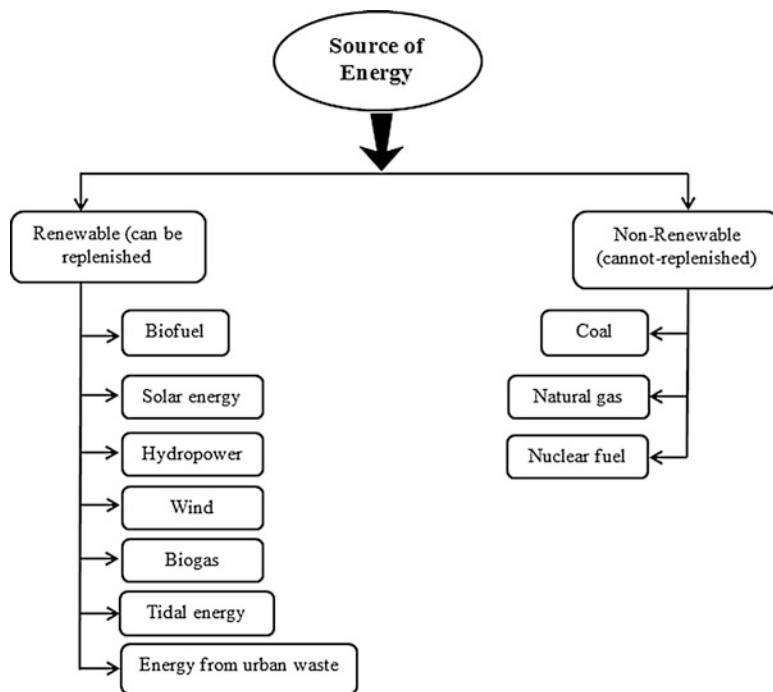 Source of
Energy
Renewable (can be
replenished
Non-Renewable
(cannot-replenished)
Biofuel
Solar energy
Hydropower
Wind
Biogas
Tidal energy
Energy from urban waste
Coal
Natural gas
Nuclear fuel